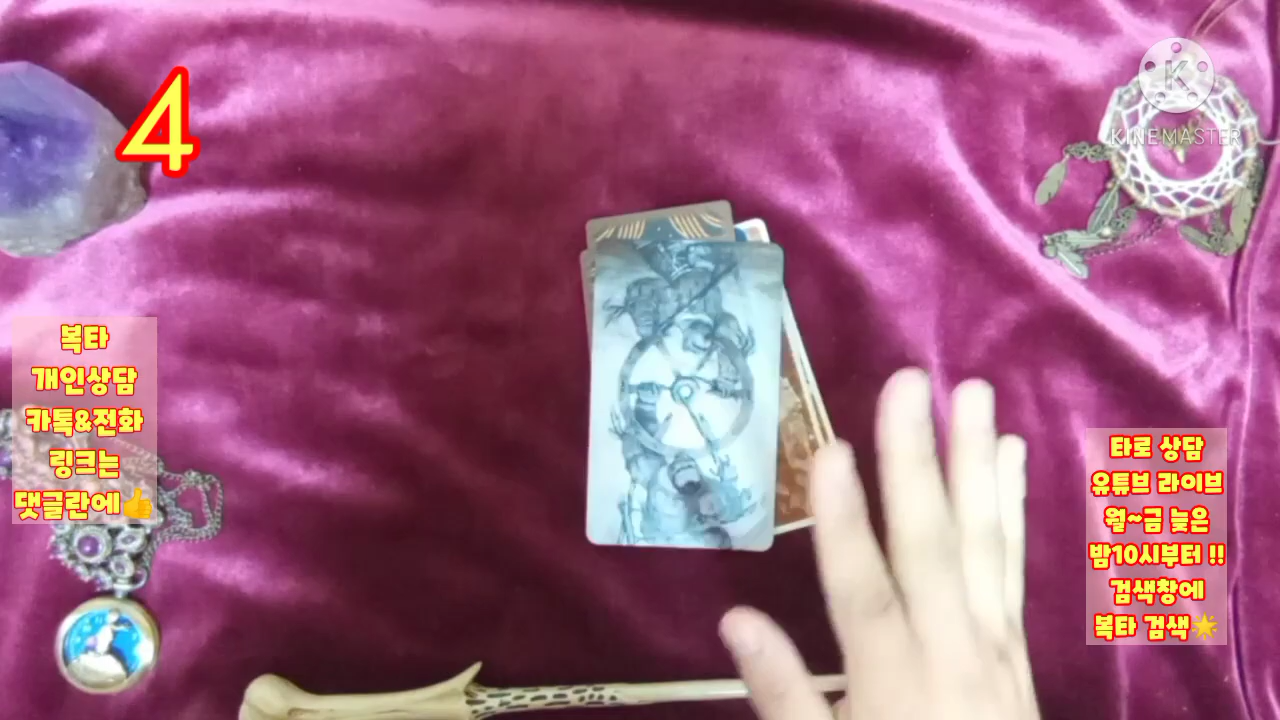 4
KINEMASTER
복타
개인상담
카톡&전화
링크는
댓글란에👍
타로 상담
유튜브 라이브
월~금 늦은
밤10시부터 !!
검색창에
복타 검색🌟